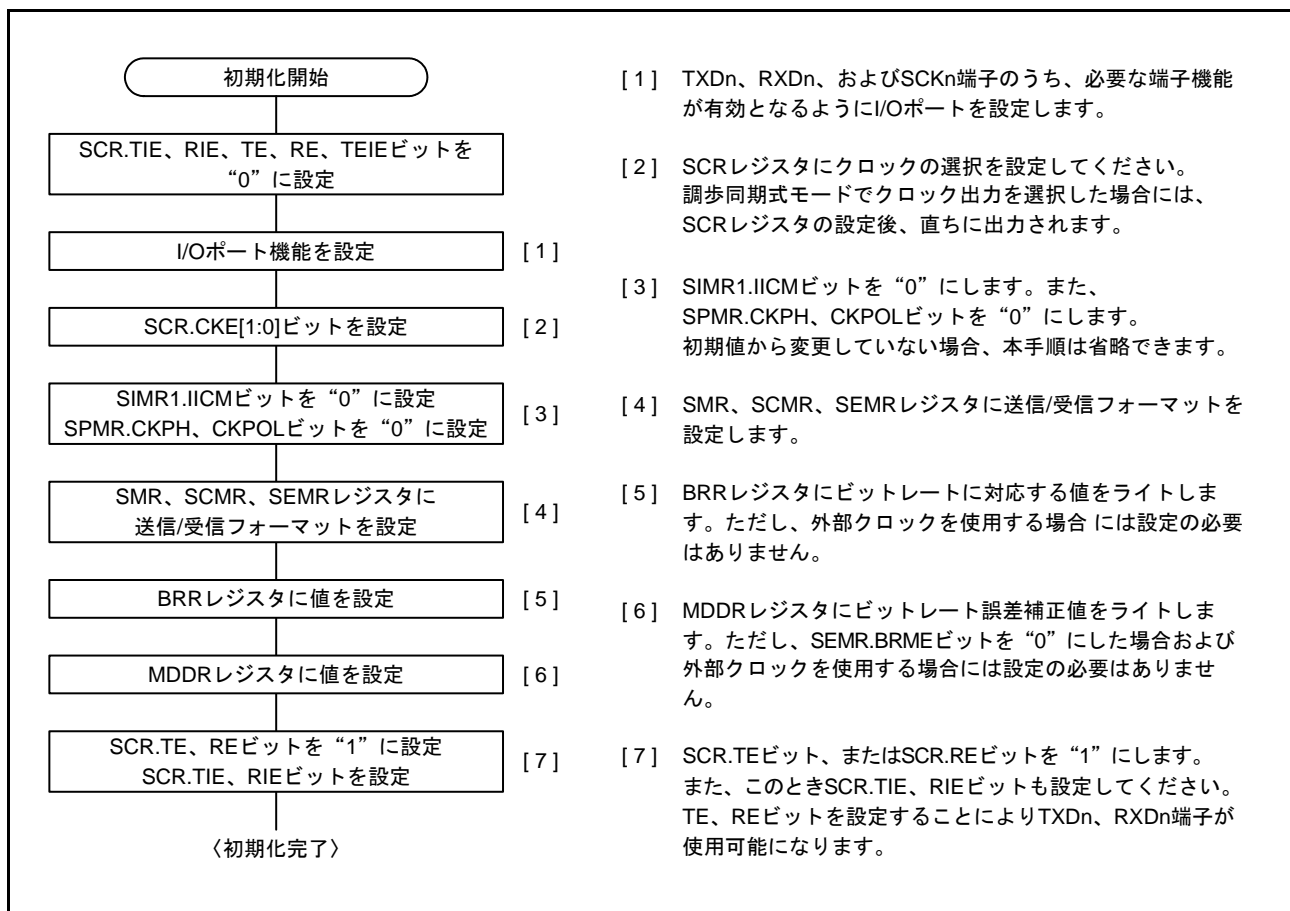 初期化開始
SCR.TIE、RIE、TE、RE、TEIEビットを
“0”に設定
I/Oポート機能を設定
[ 1 ]
SCR.CKE[1:0]ビットを設定
[ 2 ]
SIMR1.IICMビットを“0”に設定
SPMR.CKPH、CKPOLビットを“0”に設定
[ 3 ]
SMR、SCMR、SEMRレジスタに
送信/受信フォーマットを設定
[ 4 ]
BRRレジスタに値を設定
[ 5 ]
MDDRレジスタに値を設定
[ 6 ]
SCR.TE、REビットを“1”に設定
SCR.TIE、RIEビットを設定
[ 7 ]
〈初期化完了〉
[ 1 ] TXDn、RXDn、およびSCKn端子のうち、必要な端子機能
が有効となるようにI/Oポートを設定します。
[ 2 ] SCRレジスタにクロックの選択を設定してください。
調歩同期式モードでクロック出力を選択した場合には、
SCRレジスタの設定後、直ちに出力されます。
[ 3 ] SIMR1.IICMビットを“0”にします。また、
SPMR.CKPH、CKPOLビットを“0”にします。
初期値から変更していない場合、本手順は省略できます。
[ 4 ] SMR、SCMR、SEMRレジスタに送信/受信フォーマットを
設定します。
[ 5 ] BRRレジスタにビットレートに対応する値をライトしま
す。ただし、外部クロックを使用する場合 には設定の必要
はありません。
[ 6 ] MDDRレジスタにビットレート誤差補正値をライトしま
す。ただし、SEMR.BRMEビットを“0”にした場合および
外部クロックを使用する場合には設定の必要はありませ
ん。
[ 7 ] SCR.TEビット、またはSCR.REビットを“1”にします。
また、このときSCR.TIE、RIEビットも設定してください。
TE、REビットを設定することによりTXDn、RXDn端子が
使用可能になります。